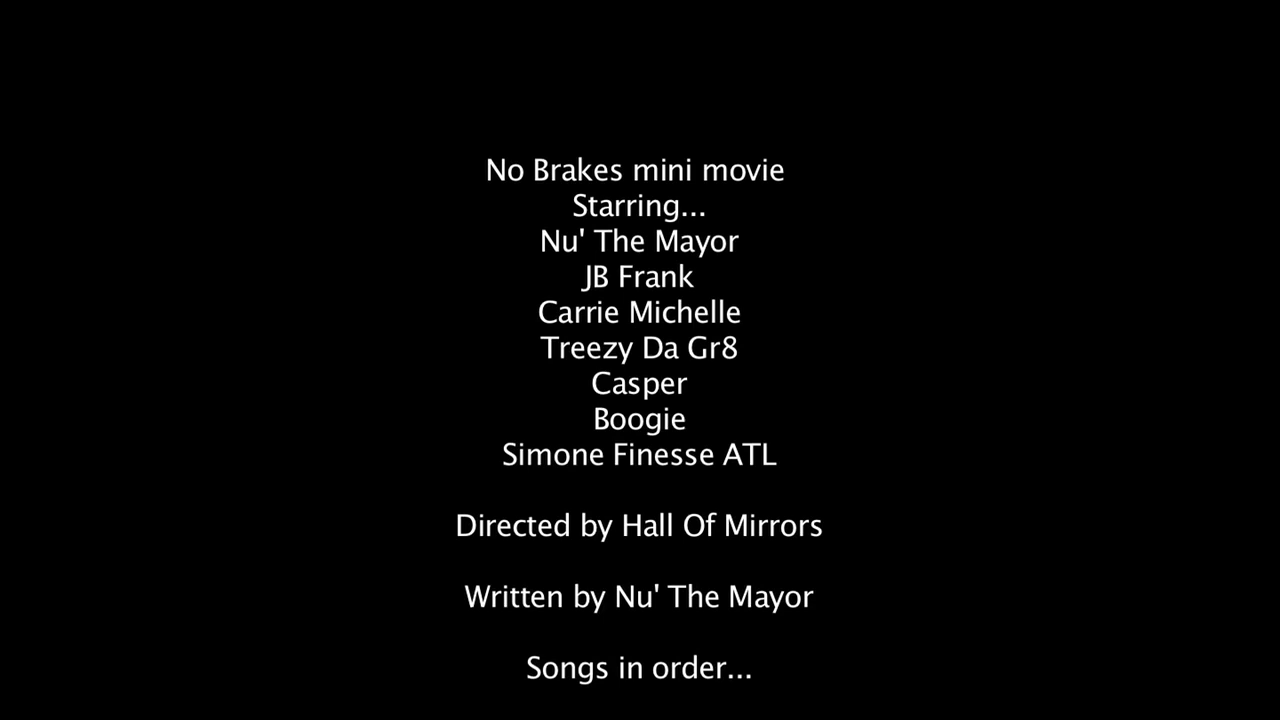 No Brakes mini movie
Starring...
Nu' The Mayor
JB Frank
Carrie Michelle
Treezy Da Gr8
Casper
Boogie
Simone Finesse ATL
Directed by Hall Of Mirrors
Written by Nu' The Mayor
Songs in order...